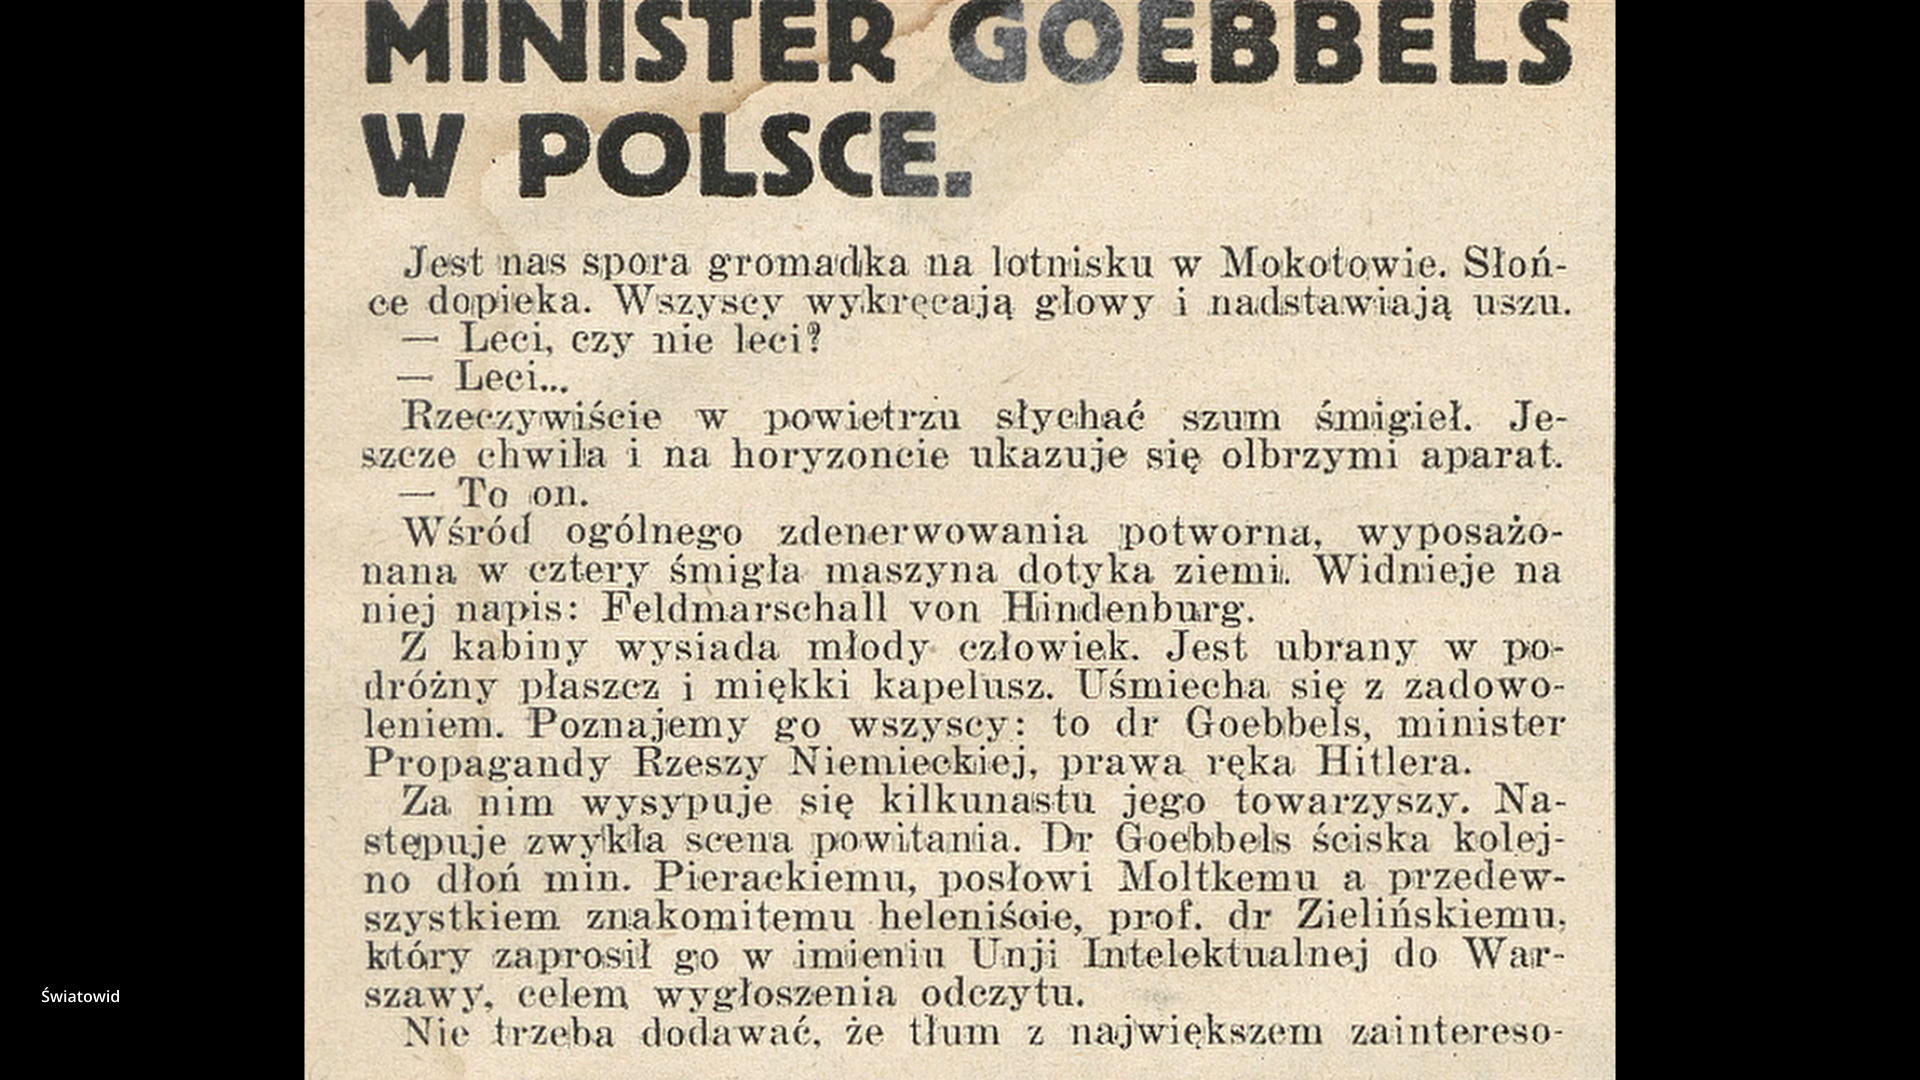 MINISTER GOEBBELS
W POLSCE.
Jest nas spora gromadka na lotnisku w Mokotowie. Słoń-
ce dopieka. Wszyscy wykręcają głowy i nadstawiają uszu.
— Leci, czy nie leci?
— Leci...
Rzeczywiście w powietrzu słychać szum śmigieł. Je-
szcze chwila i na horyzoncie ukazuje się olbrzymi aparat.
— To on.
Wśród ogólnego zdenerwowania potworna, wyposażo-
nana w cztery śmigła maszyna dotyka ziemi. Widnieje na
niej napis: Feldmarschall von Hindenburg.
Z kabiny wysiada młody człowiek. Jest ubrany w po-
dróżny płaszcz i miękki kapelusz. Uśmiecha się z zadowo-
leniem. Poznajemy go wszyscy: to dr Goebbels, minister
Propagandy Rzeszy Niemieckiej, prawa ręka Hitlera.
Za nim wysypuje się kilkunastu jego towarzyszy. Na-
stępuje zwykła scena powitania. Dr Goebbels ściska kolej-
no dłoń min. Pierackiemu, posłowi Moltkemu a przedew-
szystkiem znakomitemu heleniście, prof. dr Zielińskiemu,
który zaprosił go w imieniu Unji Intelektualnej do War-
szawy, celem wygłoszenia odczytu.
Nie trzeba dodawać, że tłum z największem zaintereso-
Światowid